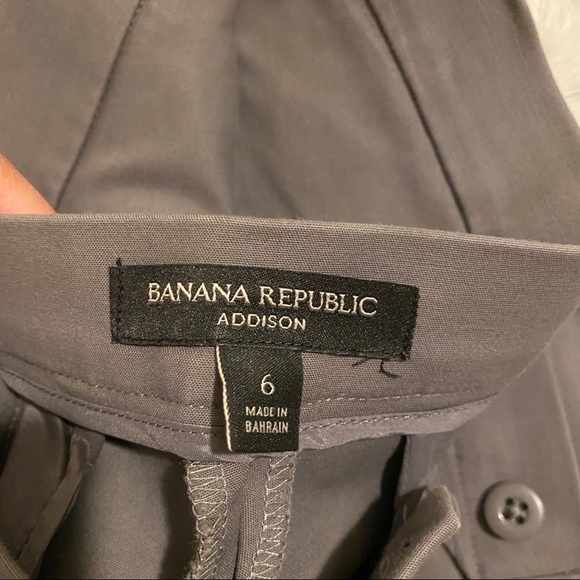 BANANA REPUBLIC
ADDISON
6
MADE IN
BAHRAIN